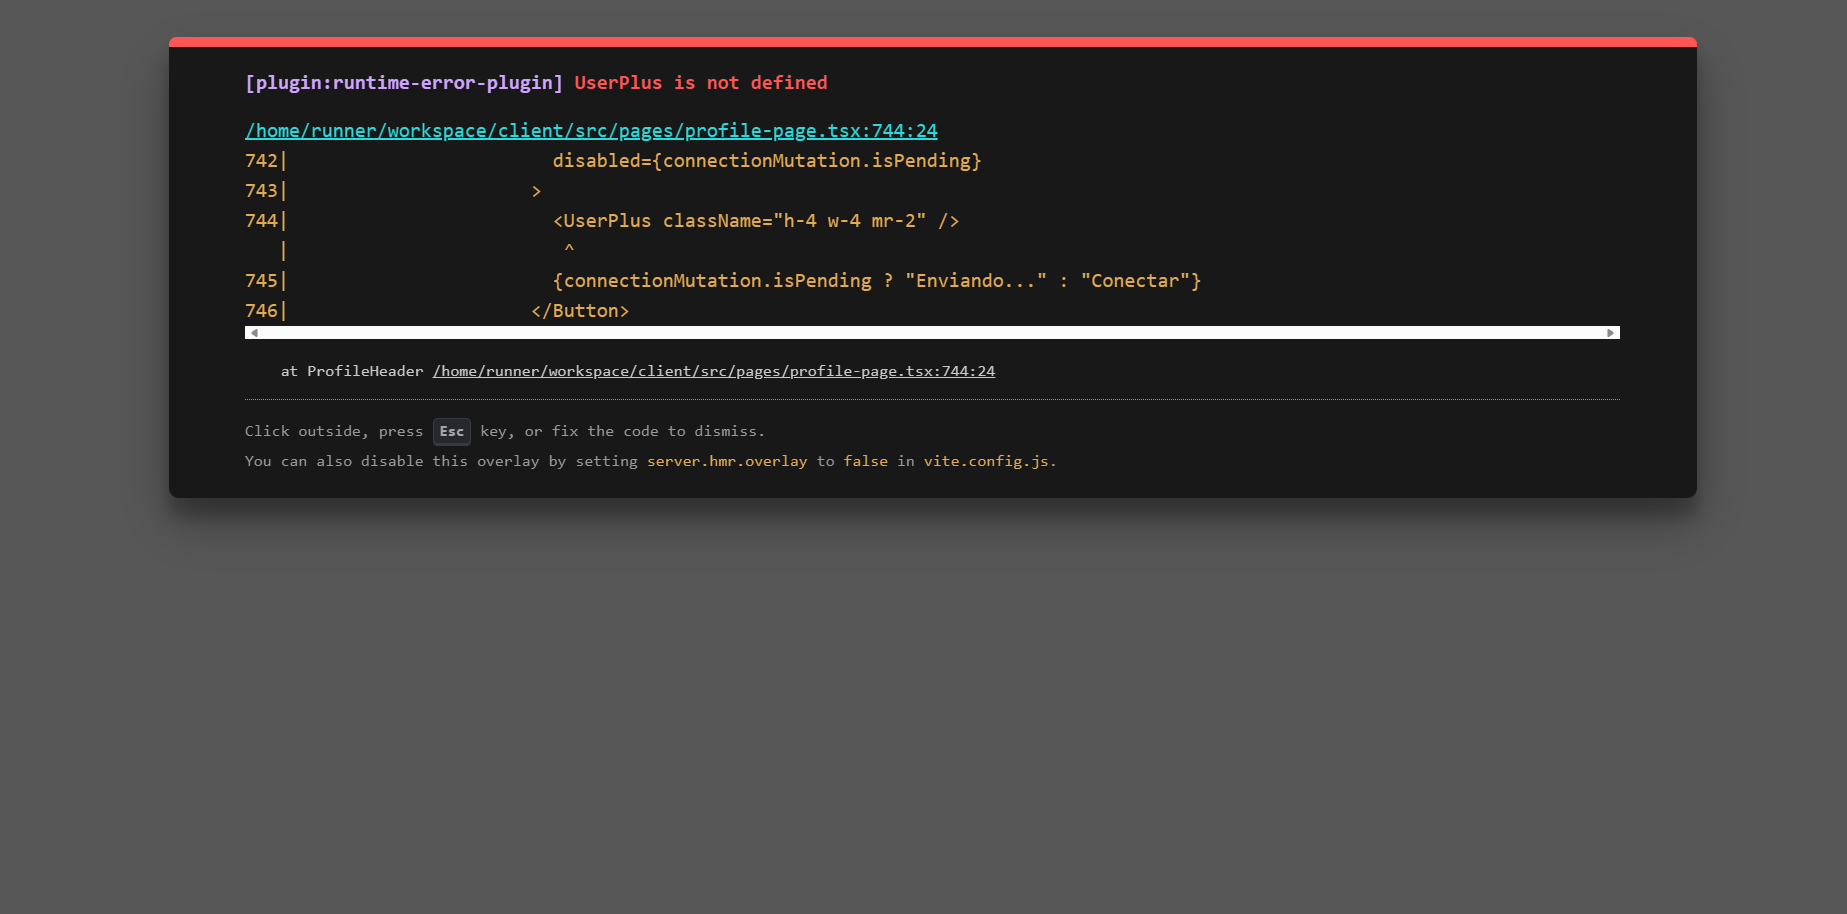 [plugin:runtime-error-plugin] UserPlus is not defined
/home/runner/workspace/client/src/pages/profile-page.tsx:744:24
742|                        disabled={connectionMutation.isPending}
743|                      >
744|                        <UserPlus className="h-4 w-4 mr-2" />
   |                         ^
745|                        {connectionMutation.isPending ? "Enviando..." : "Conectar"}
746|                      </Button>
at ProfileHeader /home/runner/workspace/client/src/pages/profile-page.tsx:744:24
Click outside, press Esc key, or fix the code to dismiss.
You can also disable this overlay by setting server.hmr.overlay to false in vite.config.js.